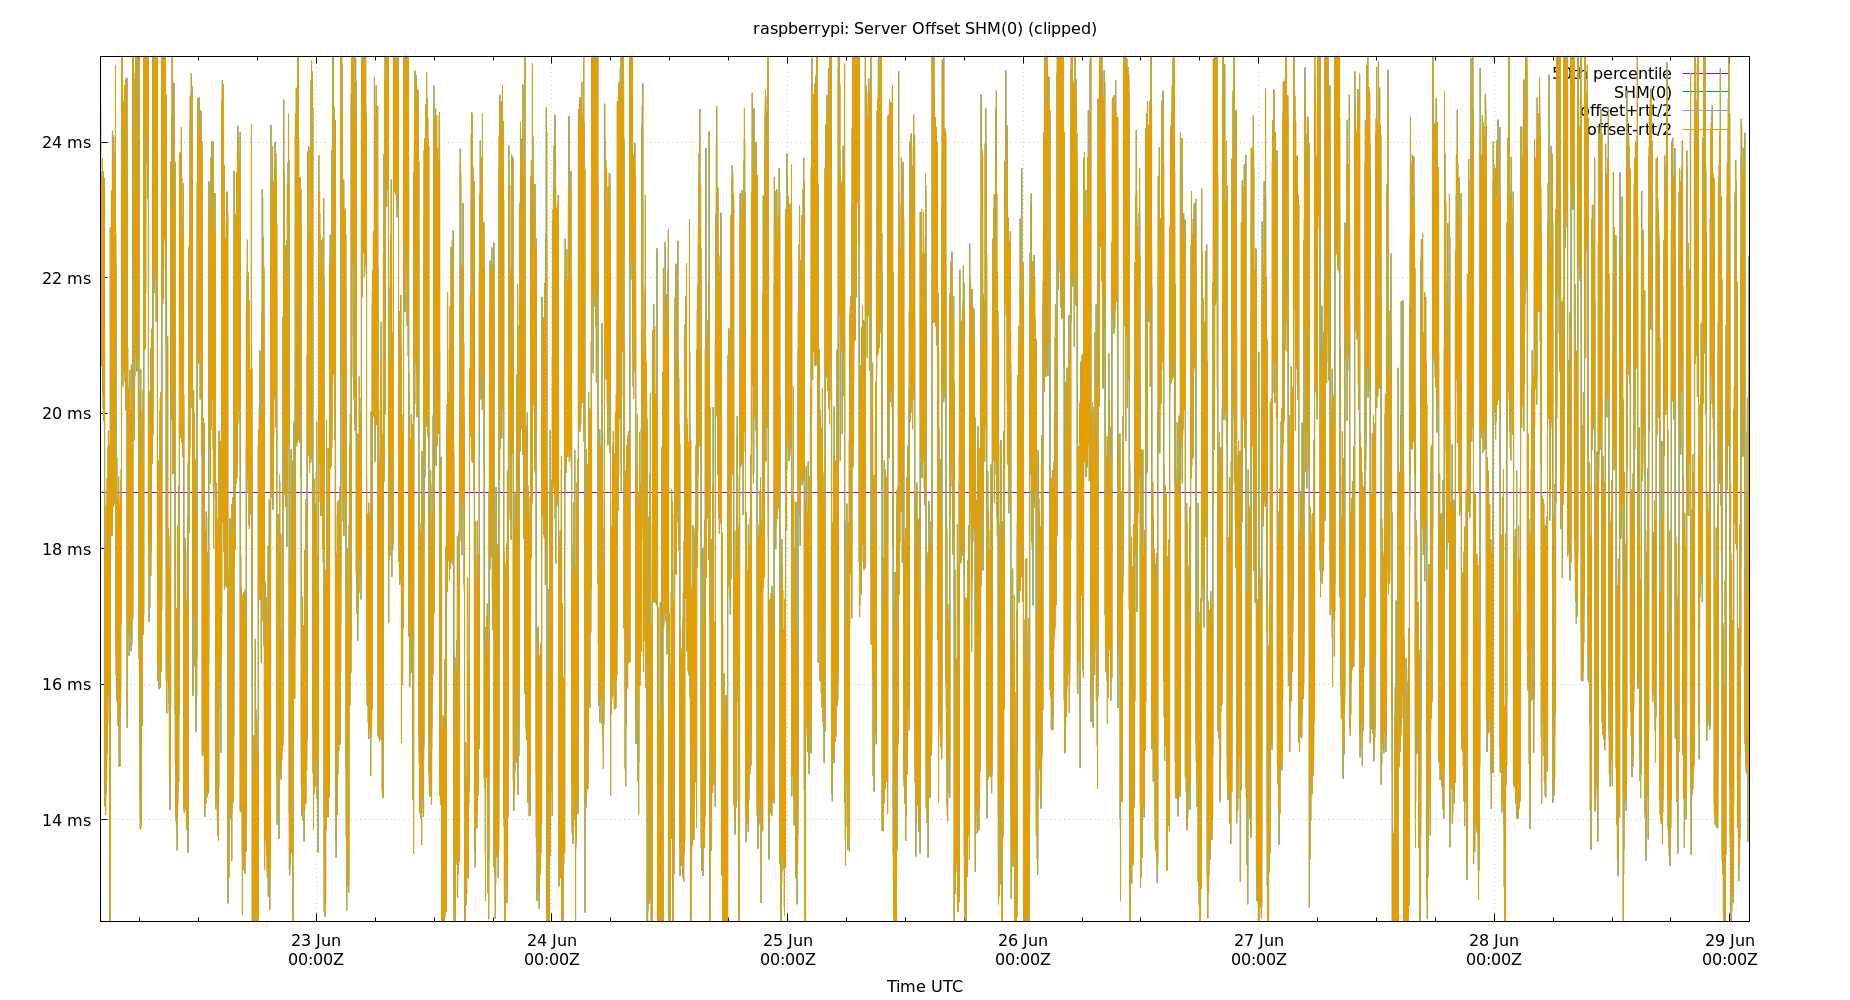 raspberrypi: Server Offset SHM(0) (clipped)
50th percentile
SHM(0)
offset+rtt/2
offset-rtt/2
24 ms
22 ms
20 ms
18 ms
16 ms
14 ms
23 Jun 24 Jun 25 Jun 26 Jun 27 Jun 28 Jun 29 Jun
00:00Z 00:00Z 00:00Z 00:00Z 00:00Z 00:00Z 00:00Z
Time UTC